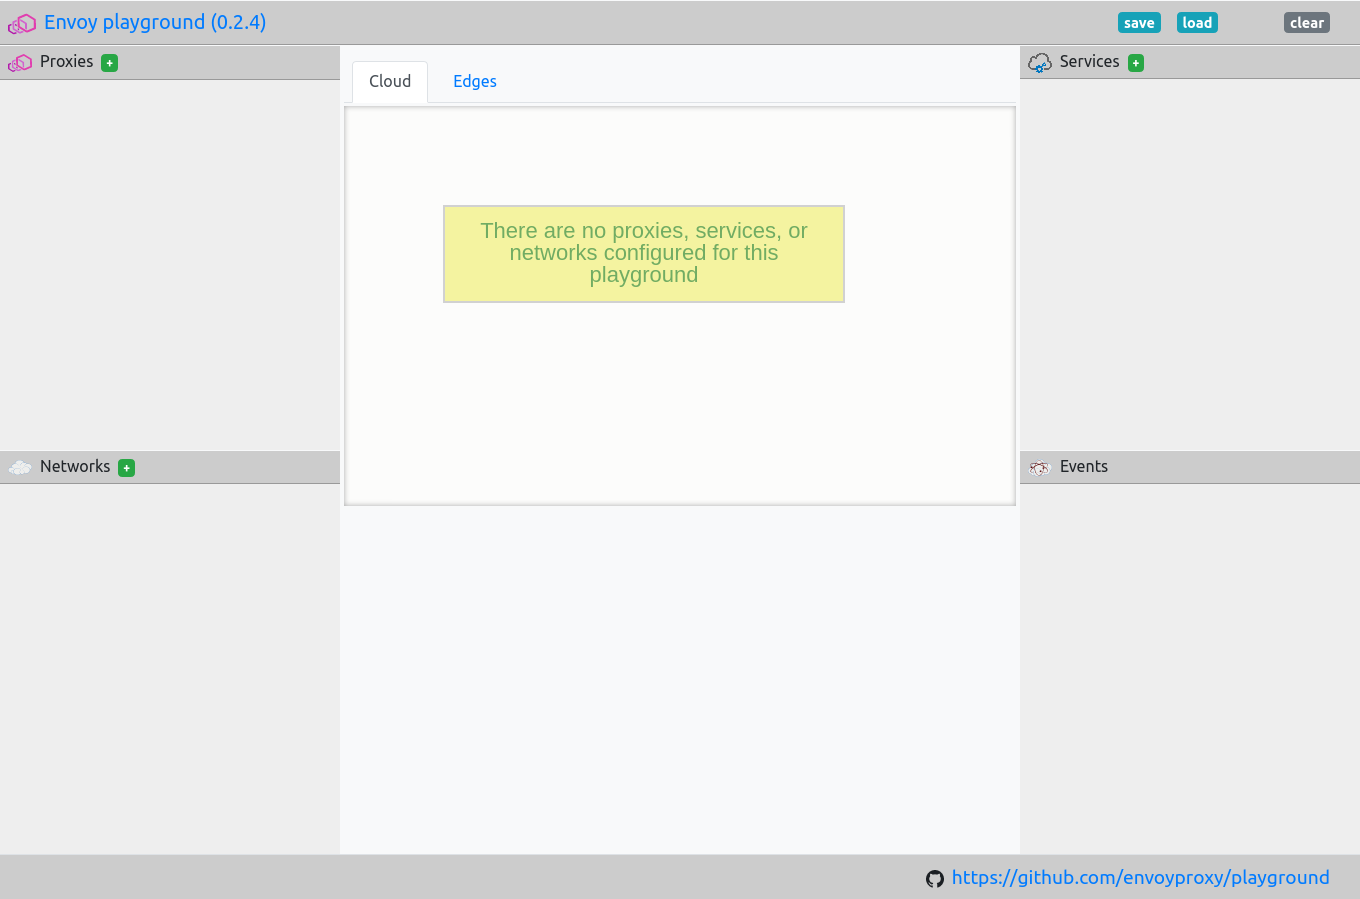 Envoy playground (0.2.4)
save load clear
Proxies +
Cloud Edges
Services +
There are no proxies, services, or
networks configured for this
playground
Networks +
Events
https://github.com/envoyproxy/playground